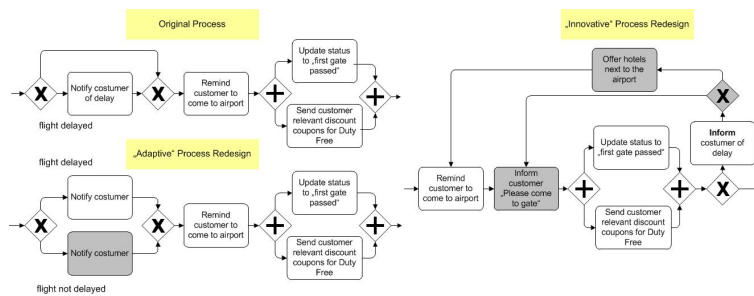 Original Process
Notify costumer
of delay
flight delayed
Remind
customer to
come to airport
Update status
to „first gate
passed“
Send customer
relevant discount
coupons for Duty
Free
„Adaptive“ Process Redesign
flight delayed
Notify costumer
Notify costumer
flight not delayed
Remind
customer to
come to airport
Update status
to „first gate
passed“
Send customer
relevant discount
coupons for Duty
Free
„Innovative“ Process Redesign
Offer hotels
next to the
airport
Inform
costumer of
delay
Remind
customer to
come to airport
Inform
customer
„Please come
to gate“
Update status to
„first gate passed“
Send customer
relevant discount
coupons for Duty
Free